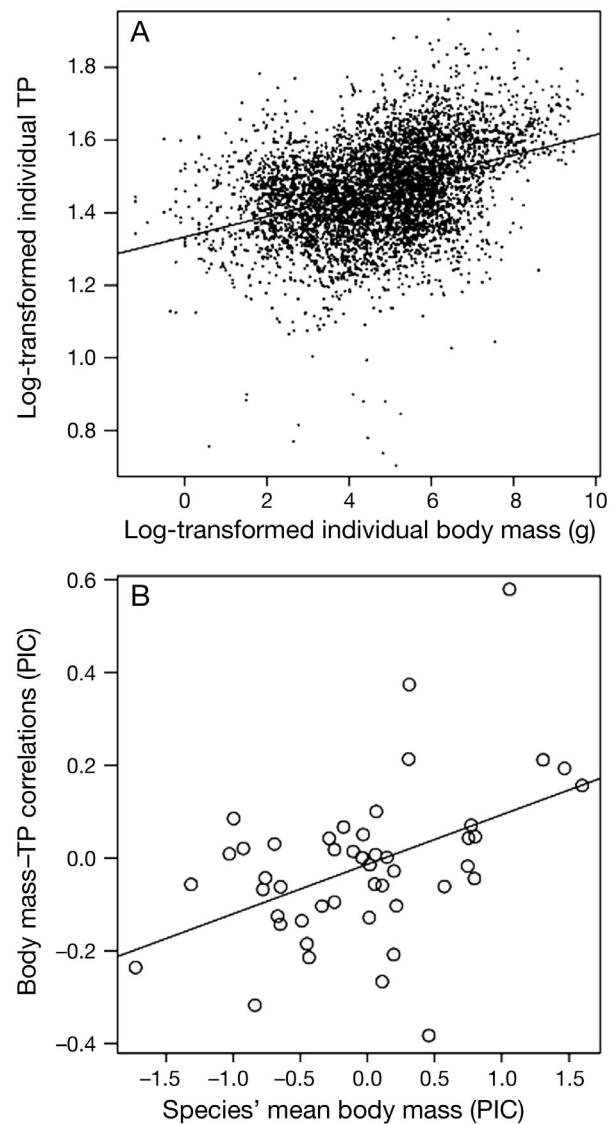 A
1.8
1.6
1.4
1.2
1.0
0.8
Log-transformed individual TP
0 2 4 6 8 10
Log-transformed individual body mass (g)
B
0.6
0.4
0.2
0.0
−0.2
−0.4
Body mass–TP correlations (PIC)
−1.5 −1.0 −0.5 0.0 0.5 1.0 1.5
Species’ mean body mass (PIC)